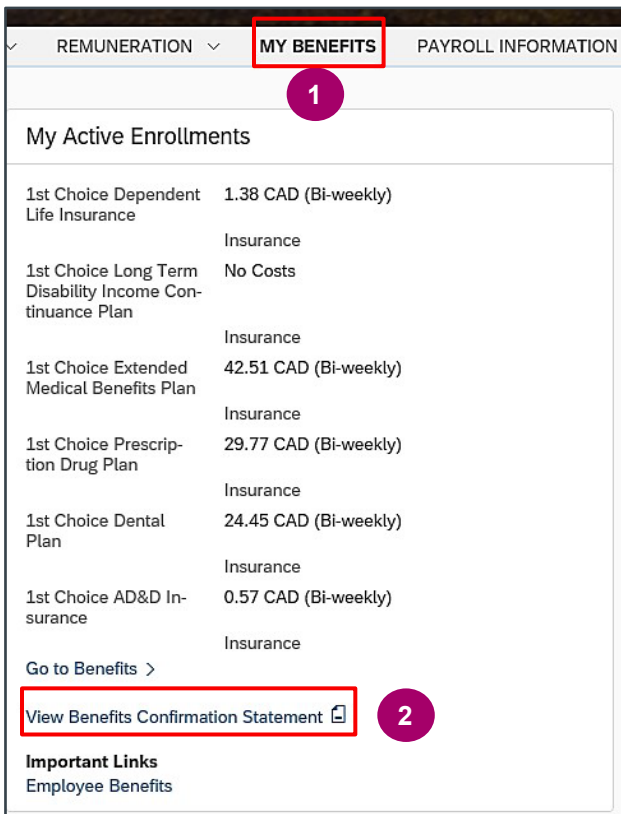 REMUNERATION MY BENEFITS PAYROLL INFORMATION
1
My Active Enrollments
1st Choice Dependent 1.38 CAD (Bi-weekly)
Life Insurance
Insurance
1st Choice Long Term No Costs
Disability Income Con-
tinuance Plan
Insurance
1st Choice Extended 42.51 CAD (Bi-weekly)
Medical Benefits Plan
Insurance
1st Choice Prescrip- 29.77 CAD (Bi-weekly)
tion Drug Plan
Insurance
1st Choice Dental 24.45 CAD (Bi-weekly)
Plan
Insurance
1st Choice AD&D In- 0.57 CAD (Bi-weekly)
surance
Insurance
Go to Benefits >
View Benefits Confirmation Statement 2
Important Links
Employee Benefits